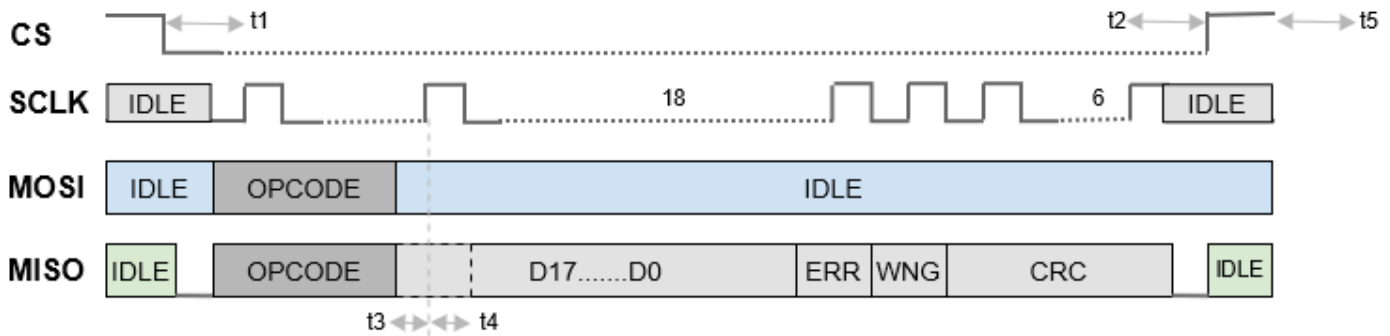 CS t1 t2 t5
SCLK IDLE 18 6 IDLE
MOSI IDLE OPCODE IDLE
MISO IDLE OPCODE D17.......D0 ERR WNG CRC IDLE
t3 t4